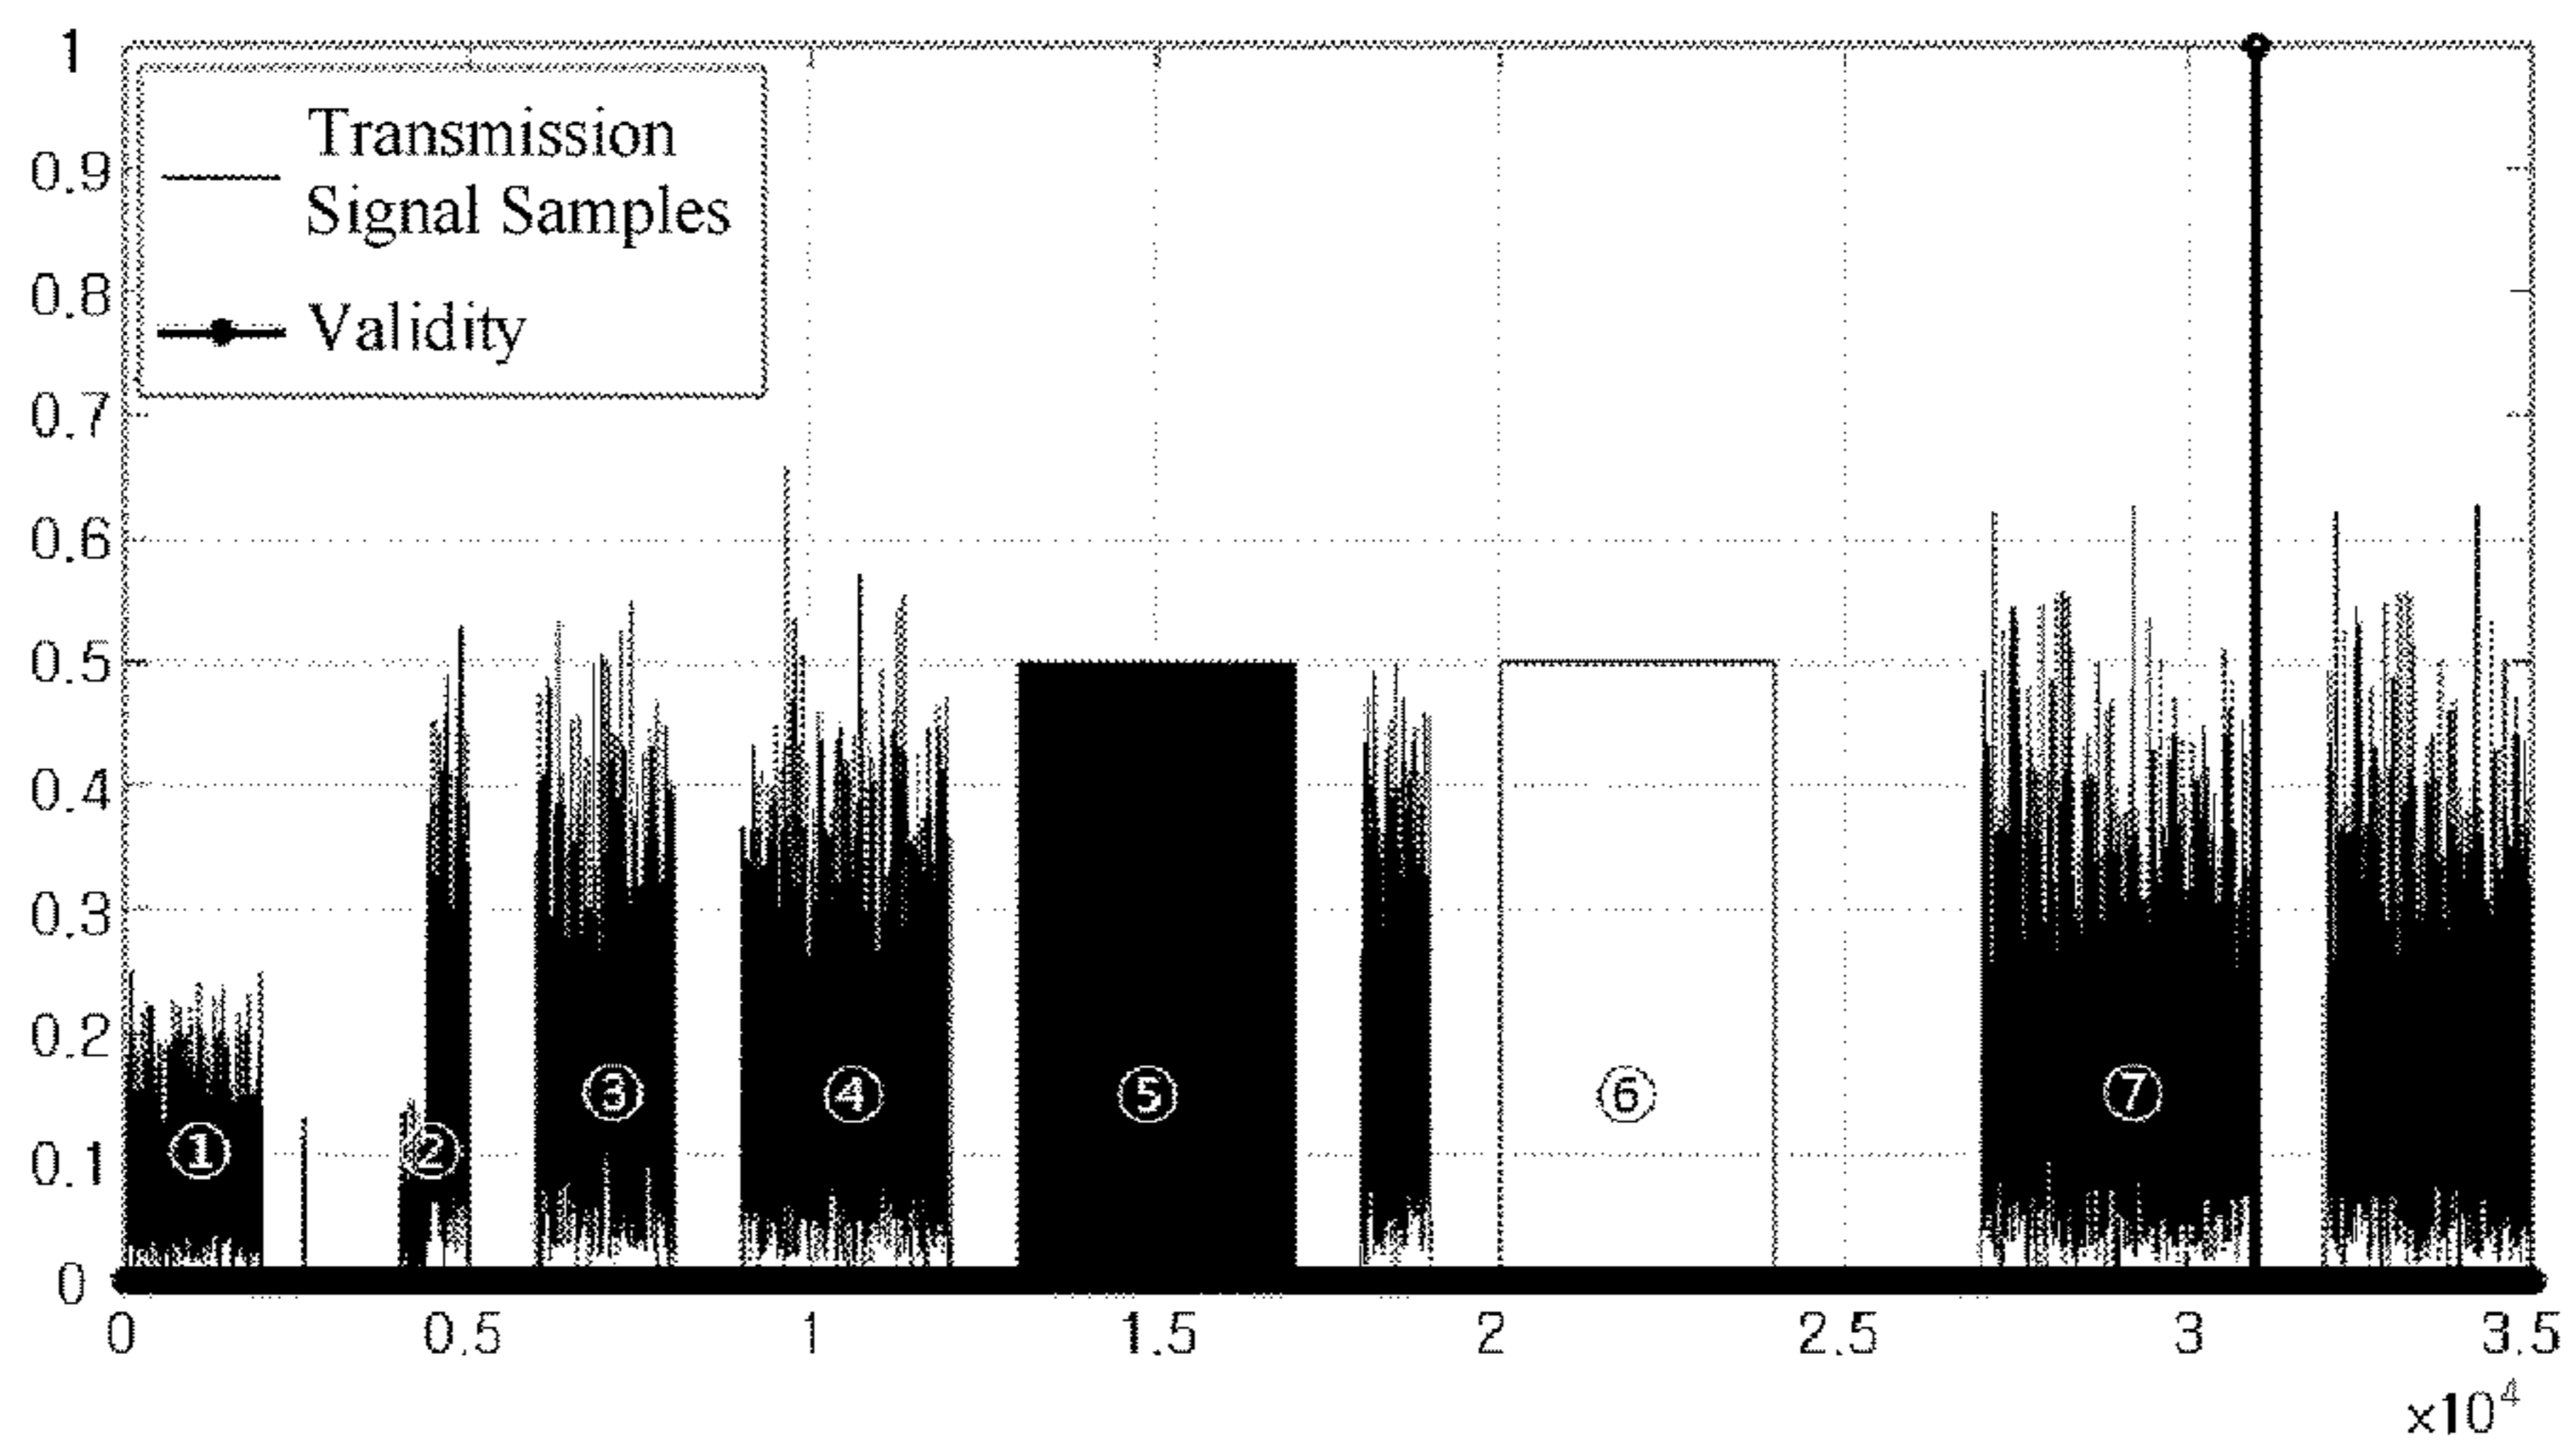 1
0.9
0.8
0.7
0.6
0.5
0.4
0.3
0.2
0.1
0
Transmission
Signal Samples
Validity
① ② ③ ④ ⑤ ⑥ ⑦
0 0.5 1 1.5 2 2.5 3 3.5
x10⁴